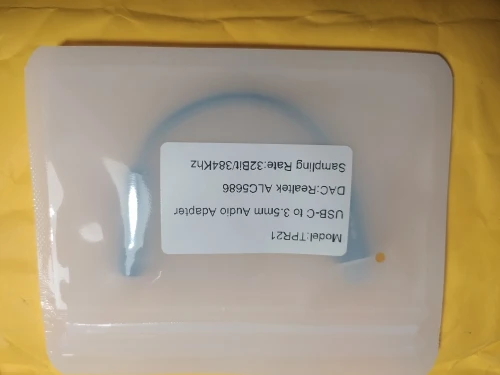 Model:TPR21
USB-C to 3.5mm Audio Adapter
DAC:Realtek ALC5686
Sampling Rate:32Bit/384Khz